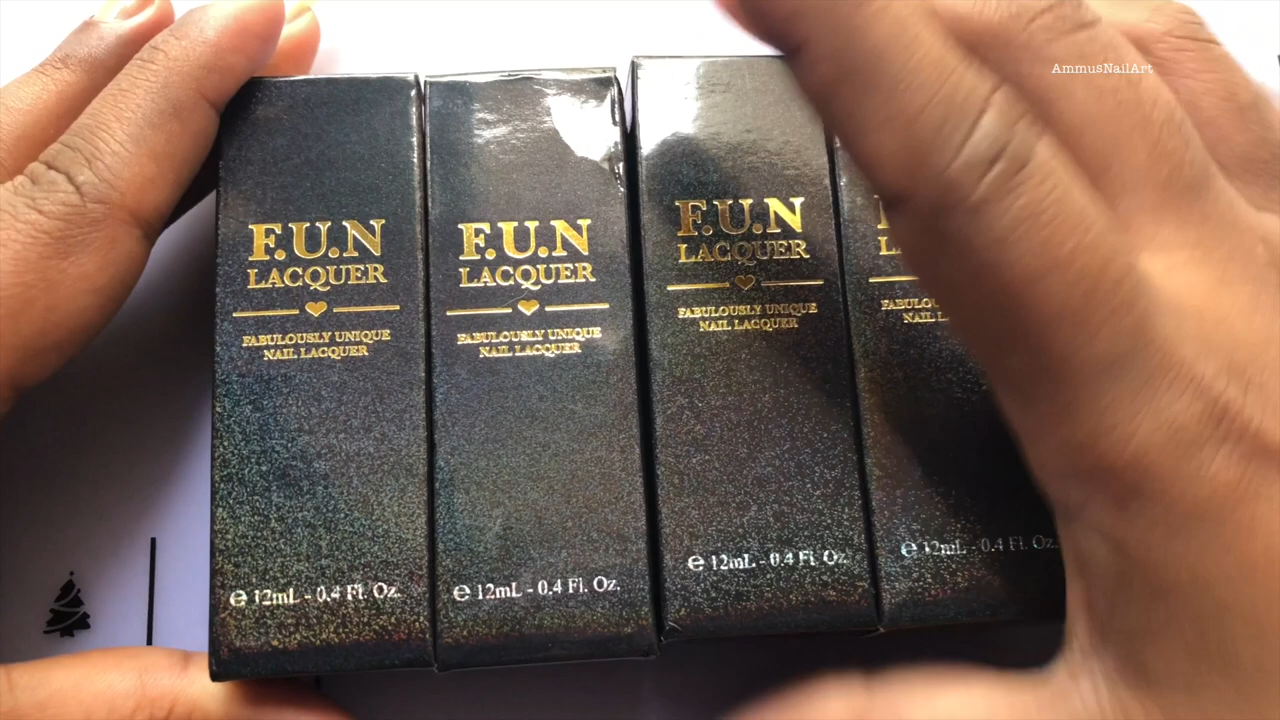 AmmusNailArt
F.U.N
LACQUER
FABULOUSLY UNIQUE
NAIL LACQUER
℮ 12mL - 0.4 Fl. Oz.
F.U.N
LACQUER
FABULOUSLY UNIQUE
NAIL LACQUER
℮ 12mL - 0.4 Fl. Oz.
F.U.N
LACQUER
FABULOUSLY UNIQUE
NAIL LACQUER
℮ 12mL - 0.4 Fl. Oz.
℮ 12mL - 0.4 Fl. Oz.